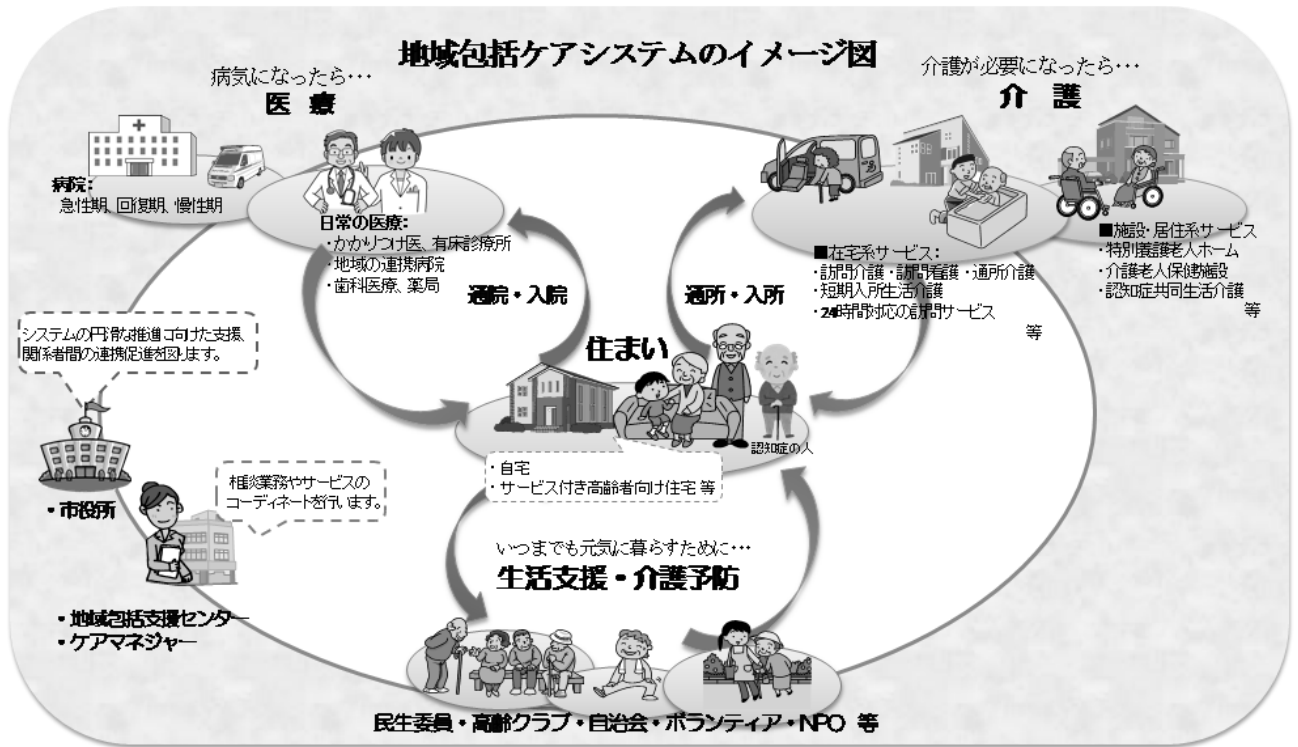 地域包括ケアシステムのイメージ図
病気になったら…
医 療
介護が必要になったら…
介 護
病院:
急性期、回復期、慢性期
日常の医療:
・かかりつけ医、有床診療所
・地域の連携病院
・歯科医療、薬局
通院・入院
通所・入所
■在宅系サービス:
・訪問介護・訪問看護・通所介護
・短期入所生活介護
・24時間対応の訪問サービス
等
■施設・居住系サービス
・特別養護老人ホーム
・介護老人保健施設
・認知症共同生活介護
等
システムの円滑な推進に向けた支援、
関係者間の連携促進を図ります。
・市役所
相談業務やサービスの
コーディネートを行います。
・地域包括支援センター
・ケアマネジャー
住まい
認知症の人
・自宅
・サービス付き高齢者向け住宅 等
いつまでも元気に暮らすために…
生活支援・介護予防
民生委員・高齢クラブ・自治会・ボランティア・NPO 等